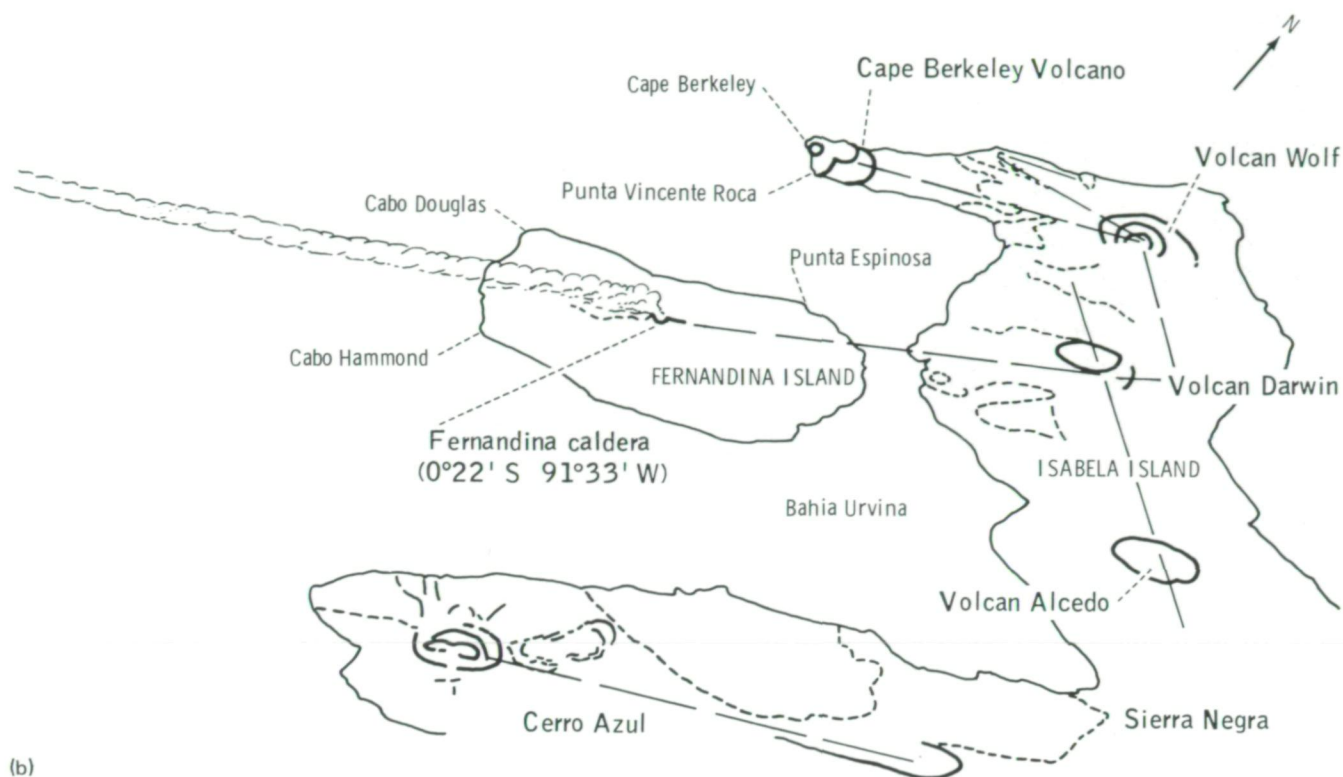 N
Cape Berkeley Volcano
Cape Berkeley
Volcan Wolf
Punta Vincente Roca
Cabo Douglas
Punta Espinosa
Cabo Hammond
FERNANDINA ISLAND
Volcan Darwin
Fernandina caldera
(0°22' S 91°33' W)
ISABELA ISLAND
Bahia Urvina
Volcan Alcedo
Cerro Azul
Sierra Negra
(b)